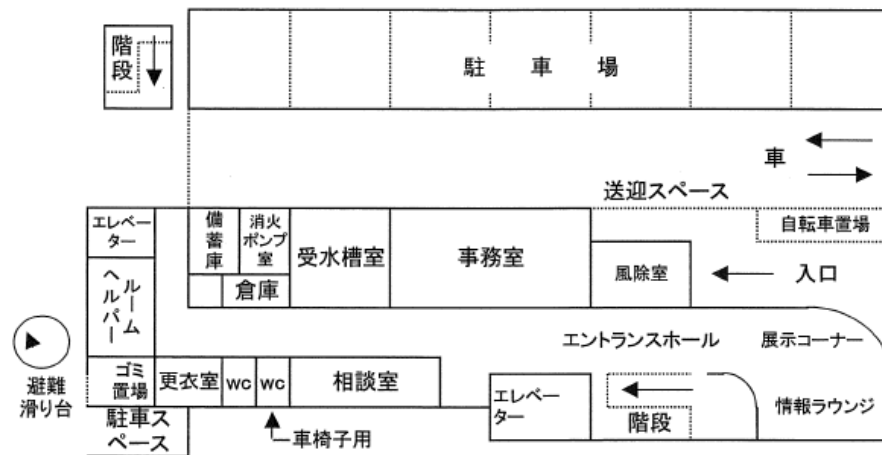 階段
駐車場
車
送迎スペース
自転車置場
エレベーター
備蓄庫
消火ポンプ室
受水槽室
事務室
風除室
入口
倉庫
ヘルパールーム
エントランスホール
展示コーナー
避難滑り台
ゴミ置場
更衣室
WC
WC
相談室
エレベーター
階段
情報ラウンジ
駐車スペース
車椅子用